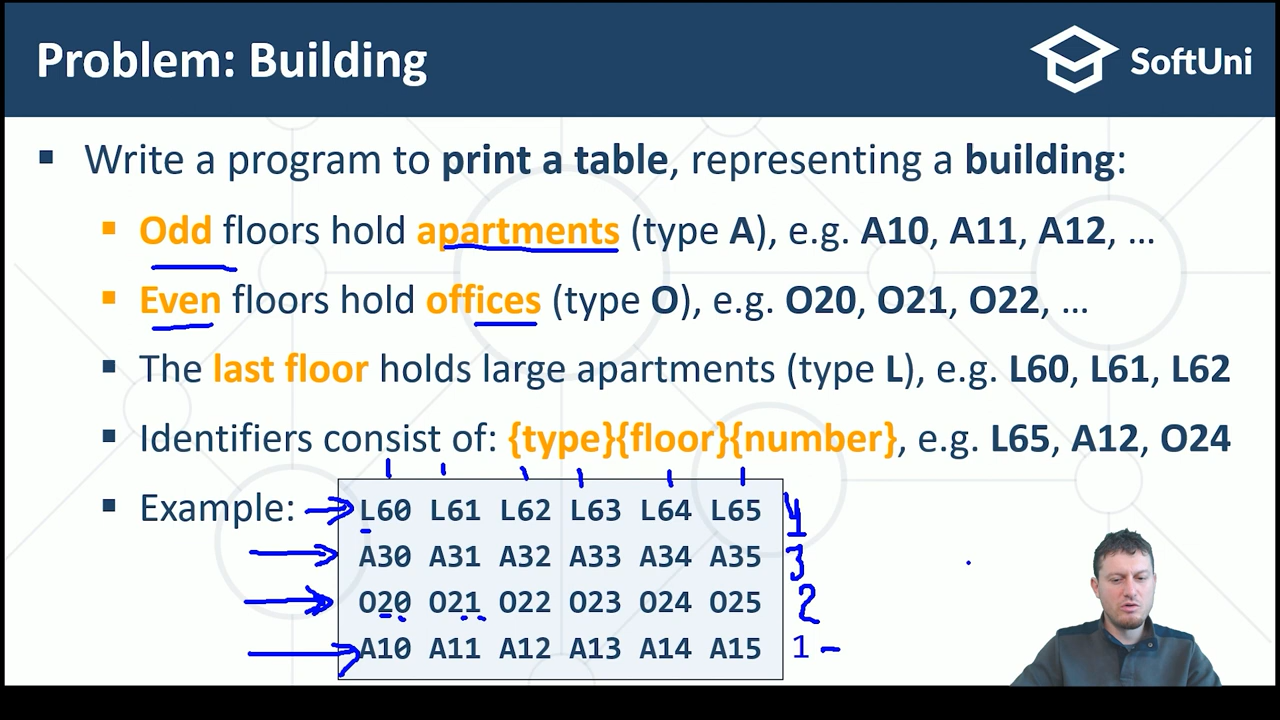 Problem: Building
SoftUni
▪ Write a program to print a table, representing a building:
▪ Odd floors hold apartments (type A), e.g. A10, A11, A12, …
▪ Even floors hold offices (type O), e.g. O20, O21, O22, …
▪ The last floor holds large apartments (type L), e.g. L60, L61, L62
▪ Identifiers consist of: {type}{floor}{number}, e.g. L65, A12, O24
▪ Example:
L60 L61 L62 L63 L64 L65 4
A30 A31 A32 A33 A34 A35 3
O20 O21 O22 O23 O24 O25 2
A10 A11 A12 A13 A14 A15 1